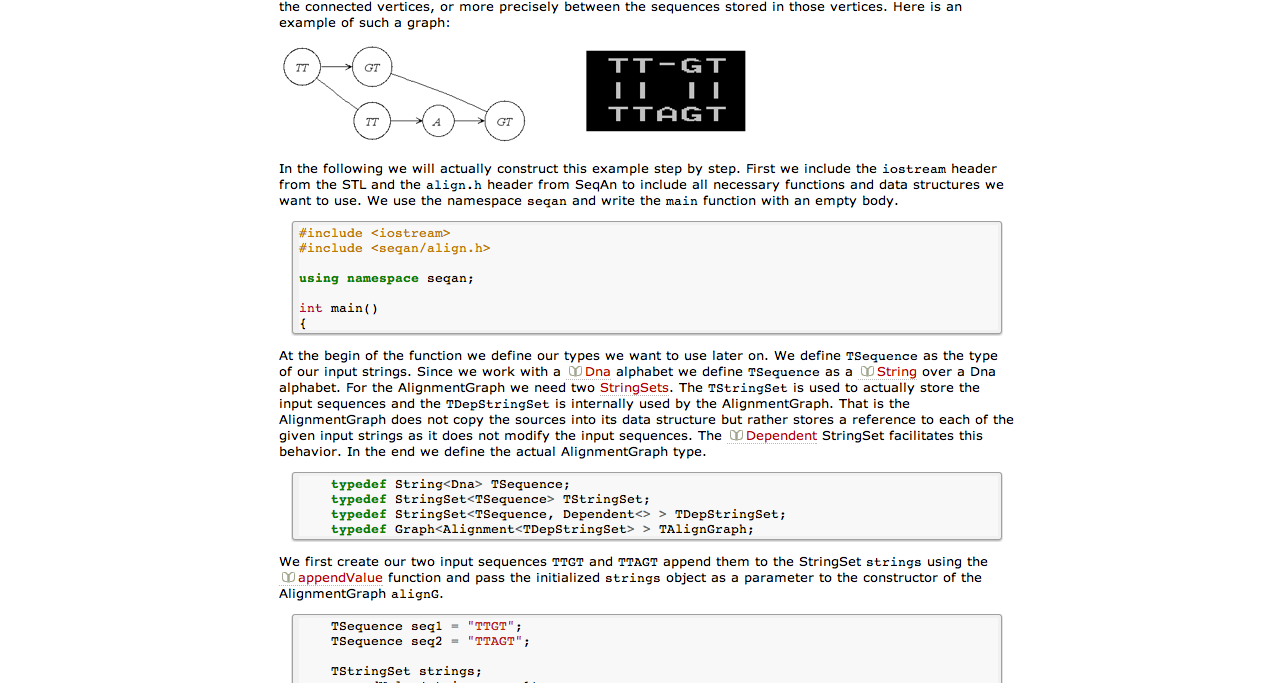 the connected vertices, or more precisely between the sequences stored in those vertices. Here is an
example of such a graph:
TT GT
TT A GT
TT-GT
|| ||
TTAGT
In the following we will actually construct this example step by step. First we include the iostream header
from the STL and the align.h header from SeqAn to include all necessary functions and data structures we
want to use. We use the namespace seqan and write the main function with an empty body.
#include <iostream>
#include <seqan/align.h>
using namespace seqan;
int main()
{
At the begin of the function we define our types we want to use later on. We define TSequence as the type
of our input strings. Since we work with a Dna alphabet we define TSequence as a String over a Dna
alphabet. For the AlignmentGraph we need two StringSets. The TStringSet is used to actually store the
input sequences and the TDepStringSet is internally used by the AlignmentGraph. That is the
AlignmentGraph does not copy the sources into its data structure but rather stores a reference to each of the
given input strings as it does not modify the input sequences. The Dependent StringSet facilitates this
behavior. In the end we define the actual AlignmentGraph type.
typedef String<Dna> TSequence;
typedef StringSet<TSequence> TStringSet;
typedef StringSet<TSequence, Dependent<> > TDepStringSet;
typedef Graph<Alignment<TDepStringSet> > TAlignGraph;
We first create our two input sequences TTGT and TTAGT append them to the StringSet strings using the
appendValue function and pass the initialized strings object as a parameter to the constructor of the
AlignmentGraph alignG.
TSequence seq1 = "TTGT";
TSequence seq2 = "TTAGT";
TStringSet strings;